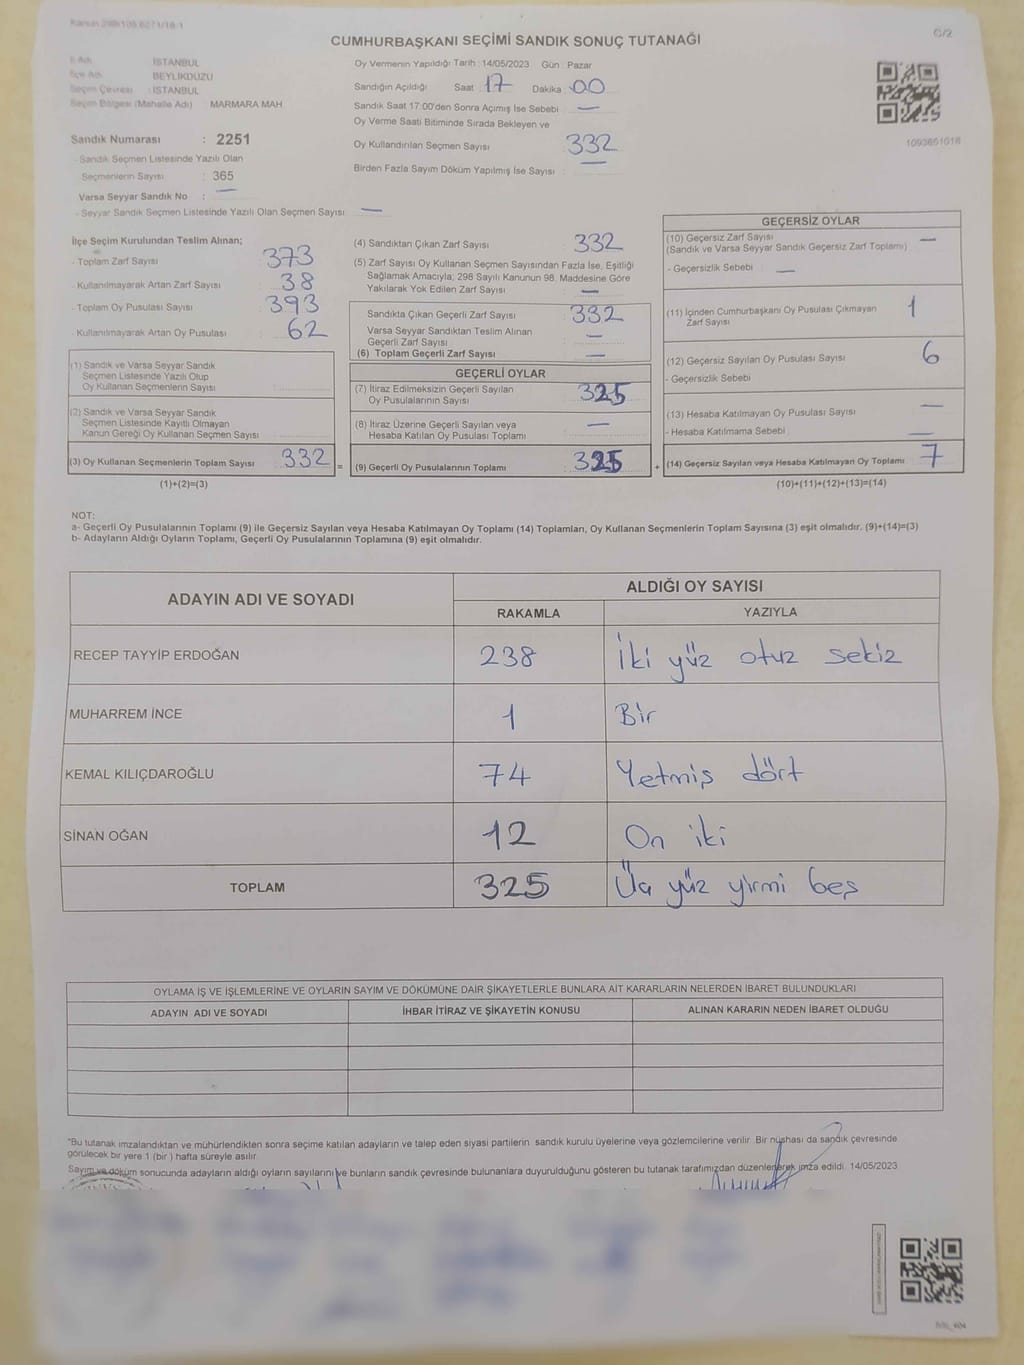 CUMHURBAŞKANI SEÇİMİ SANDIK SONUÇ TUTANAĞI
C/2
İl Adı : İSTANBUL
İlçe Adı : BEYLİKDÜZÜ
Seçim Çevresi : İSTANBUL
Seçim Bölgesi (Mahelle Adı) : MARMARA MAH
Sandık Numarası : 2251
- Sandık Seçmen Listesinde Yazılı Olan
Seçmenlerin Sayısı : 365
Varsa Seyyar Sandık No : —
- Seyyar Sandık Seçmen Listesinde Yazılı Olan Seçmen Sayısı : —
Oy Vermenin Yapıldığı Tarih : 14/05/2023 Gün : Pazar
Sandığın Açıldığı Saat : 17 Dakika : 00
Sandık Saat 17:00'den Sonra Açımış İse Sebebi : —
Oy Verme Saati Bitiminde Sırada Bekleyen ve
Oy Kullandırılan Seçmen Sayısı : 332
Birden Fazla Sayım Döküm Yapılmış İse Sayısı : —
1093651018
İlçe Seçim Kurulundan Teslim Alınan;
- Toplam Zarf Sayısı : 373
- Kullanılmayarak Artan Zarf Sayısı : 38
- Toplam Oy Pusulası Sayısı : 393
- Kullanılmayarak Artan Oy Pusulası : 62
(1) Sandık ve Varsa Seyyar Sandık
Seçmen Listesinde Yazılı Olup
Oy Kullanan Seçmenlerin Sayısı :
(2) Sandık ve Varsa Seyyar Sandık
Seçmen Listesinde Kayıtlı Olmayan
Kanun Gereği Oy Kullanan Seçmen Sayısı :
(3) Oy Kullanan Seçmenlerin Toplam Sayısı : 332
(1)+(2)=(3)
(4) Sandıktan Çıkan Zarf Sayısı : 332
(5) Zarf Sayısı Oy Kullanan Seçmen Sayısından Fazla İse, Eşitliği
Sağlamak Amacıyla; 298 Sayılı Kanunun 98. Maddesine Göre
Yakılarak Yok Edilen Zarf Sayısı : —
Sandıkta Çıkan Geçerli Zarf Sayısı : 332
Varsa Seyyar Sandıktan Teslim Alınan
Geçerli Zarf Sayısı : —
(6) Toplam Geçerli Zarf Sayısı : —
GEÇERLİ OYLAR
(7) İtiraz Edilmeksizin Geçerli Sayılan
Oy Pusulalarının Sayısı : 325
(8) İtiraz Üzerine Geçerli Sayılan veya
Hesaba Katılan Oy Pusulası Toplamı : —
= (9) Geçerli Oy Pusulalarının Toplamı : 325
GEÇERSİZ OYLAR
(10) Geçersiz Zarf Sayısı : —
(Sandık ve Varsa Seyyar Sandık Geçersiz Zarf Toplamı)
- Geçersizlik Sebebi : —
(11) İçinden Cumhurbaşkanı Oy Pusulası Çıkmayan
Zarf Sayısı : 1
(12) Geçersiz Sayılan Oy Pusulası Sayısı : 6
- Geçersizlik Sebebi :
(13) Hesaba Katılmayan Oy Pusulası Sayısı : —
- Hesaba Katılmama Sebebi : —
+ (14) Geçersiz Sayılan veya Hesaba Katılmayan Oy Toplamı : 7
(10)+(11)+(12)+(13)=(14)
NOT:
a- Geçerli Oy Pusulalarının Toplamı (9) ile Geçersiz Sayılan veya Hesaba Katılmayan Oy Toplamı (14) Toplamları, Oy Kullanan Seçmenlerin Toplam Sayısına (3) eşit olmalıdır. (9)+(14)=(3)
b- Adayların Aldığı Oyların Toplamı, Geçerli Oy Pusulalarının Toplamına (9) eşit olmalıdır.
ADAYIN ADI VE SOYADI
ALDIĞI OY SAYISI
RAKAMLA YAZIYLA
RECEP TAYYİP ERDOĞAN 238 İki yüz otuz sekiz
MUHARREM İNCE 1 Bir
KEMAL KILIÇDAROĞLU 74 Yetmiş dört
SİNAN OĞAN 12 On iki
TOPLAM 325 Üç yüz yirmi beş
OYLAMA İŞ VE İŞLEMLERİNE VE OYLARIN SAYIM VE DÖKÜMÜNE DAİR ŞİKAYETLERLE BUNLARA AİT KARARLARIN NELERDEN İBARET BULUNDUKLARI
ADAYIN ADI VE SOYADI İHBAR İTİRAZ VE ŞİKAYETİN KONUSU ALINAN KARARIN NEDEN İBARET OLDUĞU
*Bu tutanak imzalandıktan ve mühürlendikten sonra seçime katılan adayların ve talep eden siyasi partilerin sandık kurulu üyelerine veya gözlemcilerine verilir. Bir nüshası da sandık çevresinde
görülecek bir yere 1 (bir) hafta süreyle asılır.
Sayım ve döküm sonucunda adayların aldığı oyların sayılarını ve bunların sandık çevresinde bulunanlara duyurulduğunu gösteren bu tutanak tarafımızdan düzenlenerek imza edildi. 14/05/2023